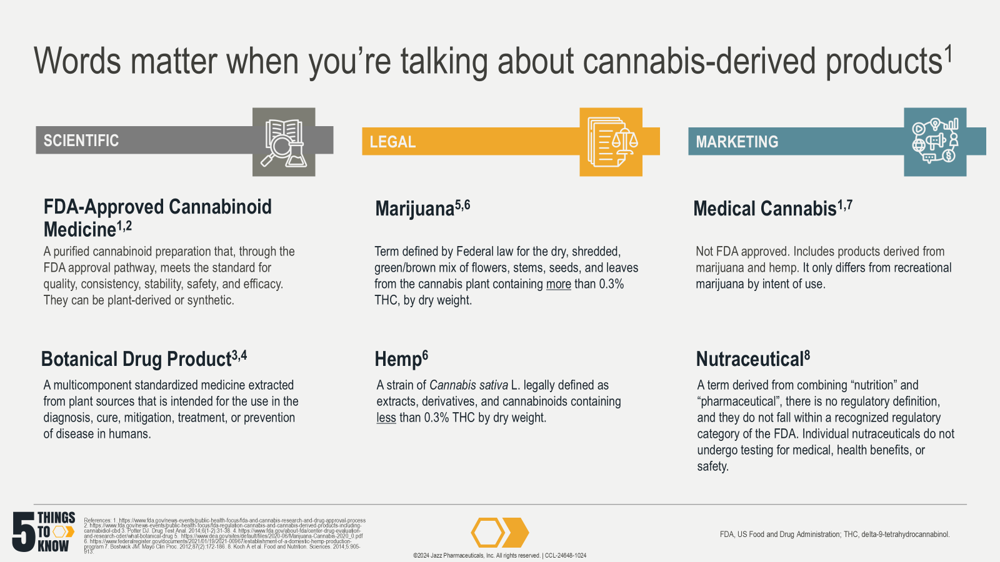 Words matter when you’re talking about cannabis-derived products1
SCIENTIFIC
FDA-Approved Cannabinoid
Medicine1,2
A purified cannabinoid preparation that, through the
FDA approval pathway, meets the standard for
quality, consistency, stability, safety, and efficacy.
They can be plant-derived or synthetic.
Botanical Drug Product3,4
A multicomponent standardized medicine extracted
from plant sources that is intended for the use in the
diagnosis, cure, mitigation, treatment, or prevention
of disease in humans.
LEGAL
Marijuana5,6
Term defined by Federal law for the dry, shredded,
green/brown mix of flowers, stems, seeds, and leaves
from the cannabis plant containing more than 0.3%
THC, by dry weight.
Hemp6
A strain of Cannabis sativa L. legally defined as
extracts, derivatives, and cannabinoids containing
less than 0.3% THC by dry weight.
MARKETING
Medical Cannabis1,7
Not FDA approved. Includes products derived from
marijuana and hemp. It only differs from recreational
marijuana by intent of use.
Nutraceutical8
A term derived from combining “nutrition” and
“pharmaceutical”, there is no regulatory definition,
and they do not fall within a recognized regulatory
category of the FDA. Individual nutraceuticals do not
undergo testing for medical, health benefits, or
safety.
5 THINGS
TO
KNOW
References: 1. https://www.fda.gov/news-events/public-health-focus/fda-and-cannabis-research-and-drug-approval-process
2. https://www.fda.gov/news-events/public-health-focus/fda-regulation-cannabis-and-cannabis-derived-products-including-
cannabidiol-cbd 3. Potter DJ. Drug Test Anal. 2014;6(1-2):31-38. 4. https://www.fda.gov/about-fda/center-drug-evaluation-
and-research-cder/what-botanical-drug 5. https://www.dea.gov/sites/default/files/2020-06/Marijuana-Cannabis-2020_0.pdf
6. https://www.federalregister.gov/documents/2021/01/19/2021-00967/establishment-of-a-domestic-hemp-production-
program 7. Bostwick JM. Mayo Clin Proc. 2012;87(2):172-186. 8. Koch A et al. Food and Nutrition. Sciences. 2014;5:905-
913.
©2024 Jazz Pharmaceuticals, Inc. All rights reserved. | CCL-24648-1024
FDA, US Food and Drug Administration; THC, delta-9-tetrahydrocannabinol.